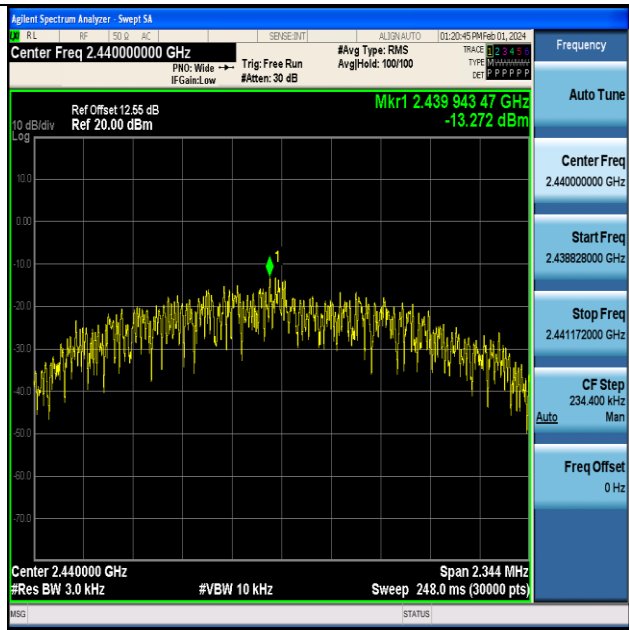 Agilent Spectrum Analyzer - Swept SA
RL RF 50 Ω AC SENSE:INT ALIGN AUTO 01:20:45 PM Feb 01, 2024
Center Freq 2.440000000 GHz
PNO: Wide
IFGain:Low
Trig: Free Run
#Atten: 30 dB
#Avg Type: RMS
Avg|Hold: 100/100
TRACE 1 2 3 4 5 6
TYPE M
DET P P P P P P
Frequency
Ref Offset 12.55 dB
10 dB/div Ref 20.00 dBm
Log
Mkr1 2.439 943 47 GHz
-13.272 dBm
10.0
0.00
-10.0
-20.0
-30.0
-40.0
-50.0
-60.0
-70.0
1
Center 2.440000 GHz Span 2.344 MHz
#Res BW 3.0 kHz #VBW 10 kHz Sweep 248.0 ms (30000 pts)
Auto Tune
Center Freq
2.440000000 GHz
Start Freq
2.438828000 GHz
Stop Freq
2.441172000 GHz
CF Step
234.400 kHz
Auto Man
Freq Offset
0 Hz
MSG STATUS